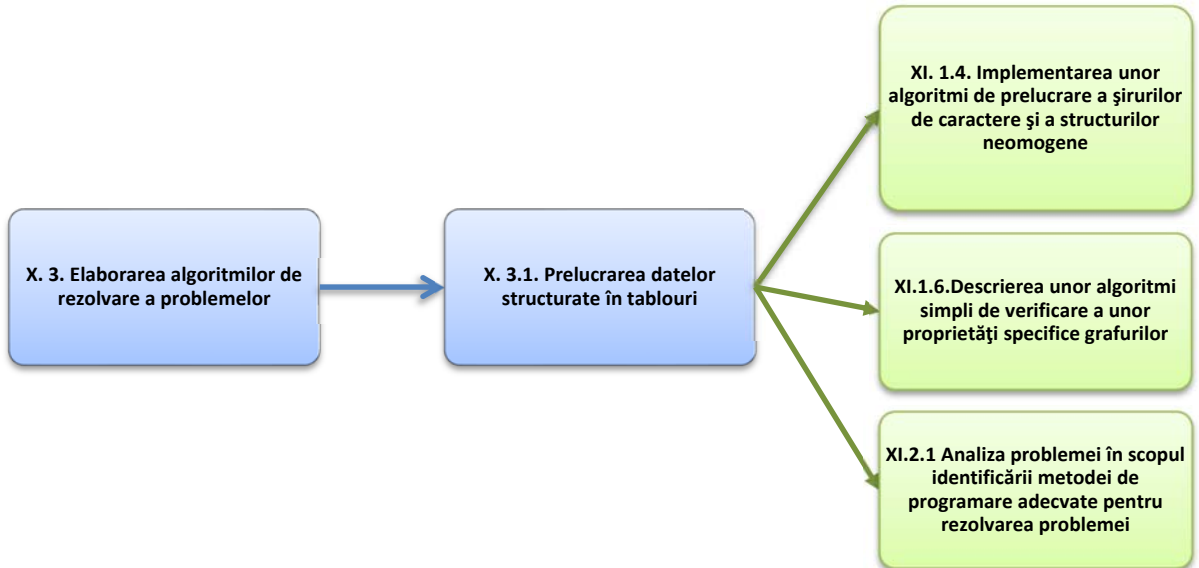 X. 3. Elaborarea algoritmilor de
rezolvare a problemelor
X. 3.1. Prelucrarea datelor
structurate în tablouri
XI. 1.4. Implementarea unor
algoritmi de prelucrare a şirurilor
de caractere şi a structurilor
neomogene
XI.1.6.Descrierea unor algoritmi
simpli de verificare a unor
proprietăţi specifice grafurilor
XI.2.1 Analiza problemei în scopul
identificării metodei de
programare adecvate pentru
rezolvarea problemei